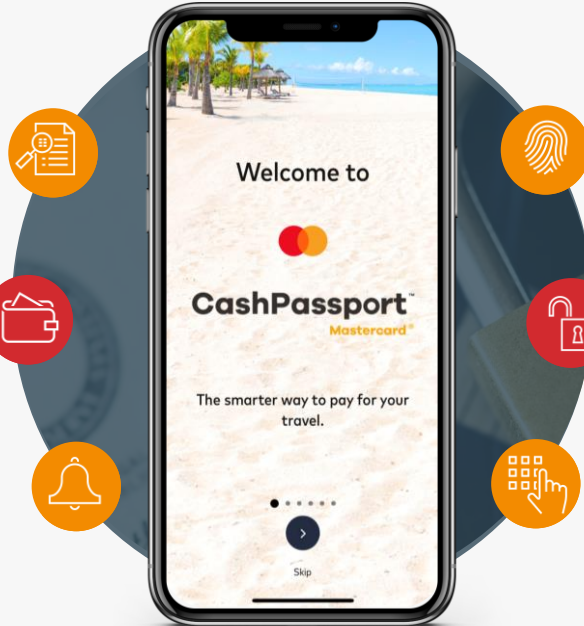 Welcome to
CashPassport™
Mastercard®
The smarter way to pay for your
travel.
Skip